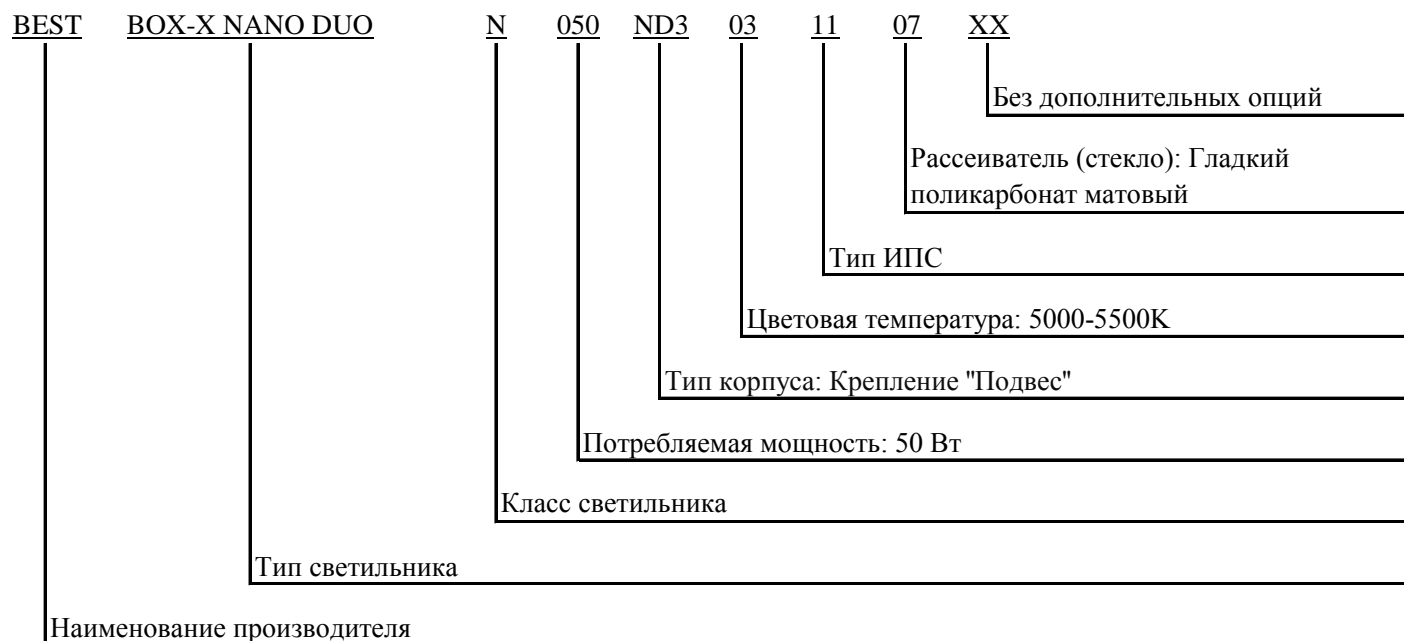 BEST BOX-X NANO DUO N 050 ND3 03 11 07 XX
Без дополнительных опций
Рассеиватель (стекло): Гладкий
поликарбонат матовый
Тип ИПС
Цветовая температура: 5000-5500К
Тип корпуса: Крепление "Подвес"
Потребляемая мощность: 50 Вт
Класс светильника
Тип светильника
Наименование производителя